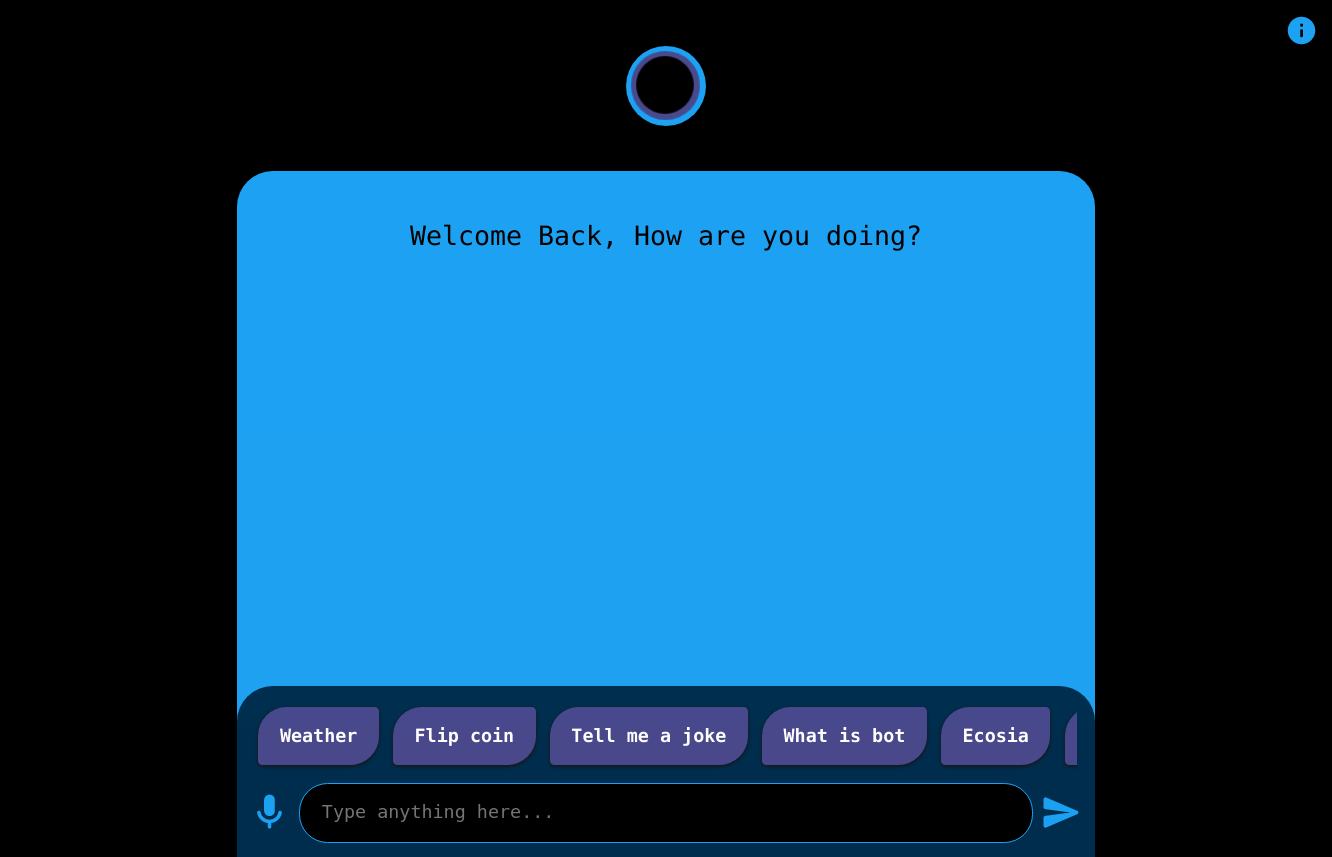 Welcome Back, How are you doing?
Weather Flip coin Tell me a joke What is bot Ecosia
Type anything here...